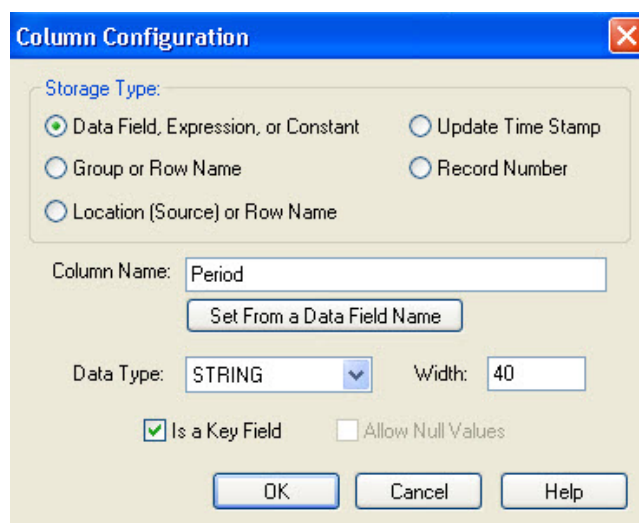 Column Configuration
Storage Type:
Data Field, Expression, or Constant
Update Time Stamp
Group or Row Name
Record Number
Location (Source) or Row Name
Column Name: Period
Set From a Data Field Name
Data Type: STRING Width: 40
Is a Key Field Allow Null Values
OK Cancel Help